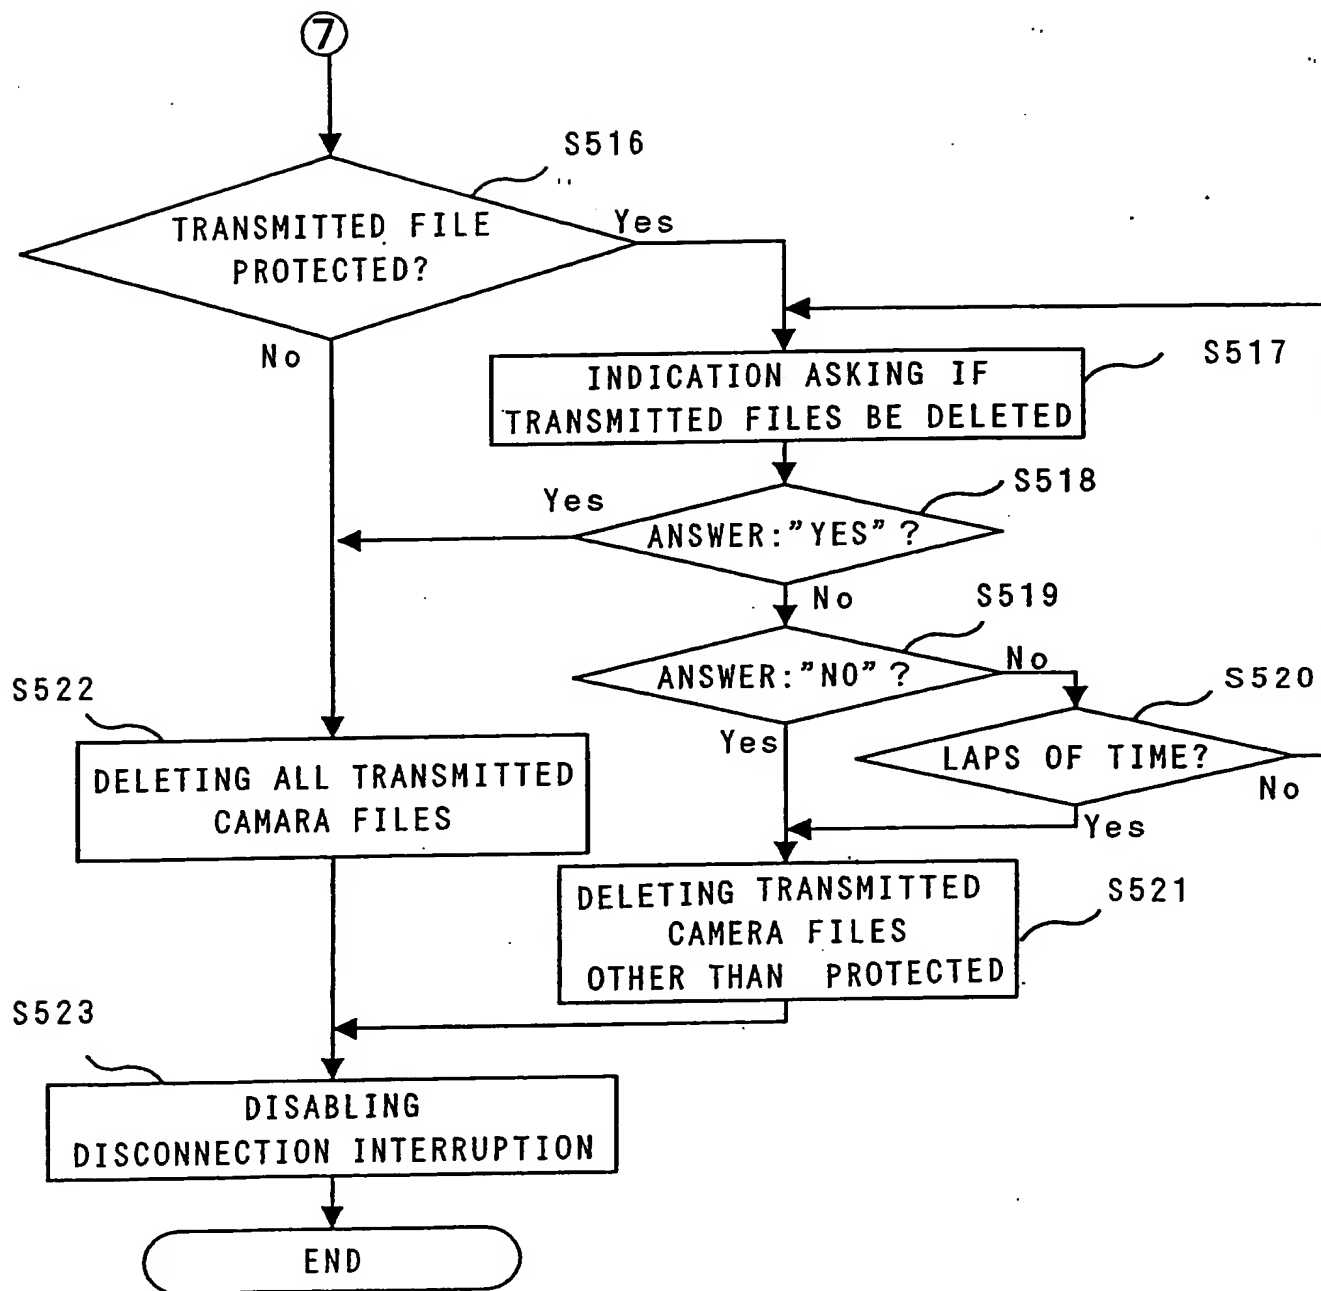 7
S516
TRANSMITTED FILE
PROTECTED?
Yes
No
S517
INDICATION ASKING IF
TRANSMITTED FILES BE DELETED
S518
Yes
ANSWER:"YES"?
No
S519
ANSWER:"NO"?
No
S520
Yes
LAPS OF TIME?
No
Yes
S522
DELETING ALL TRANSMITTED
CAMARA FILES
S521
DELETING TRANSMITTED
CAMERA FILES
OTHER THAN PROTECTED
S523
DISABLING
DISCONNECTION INTERRUPTION
END